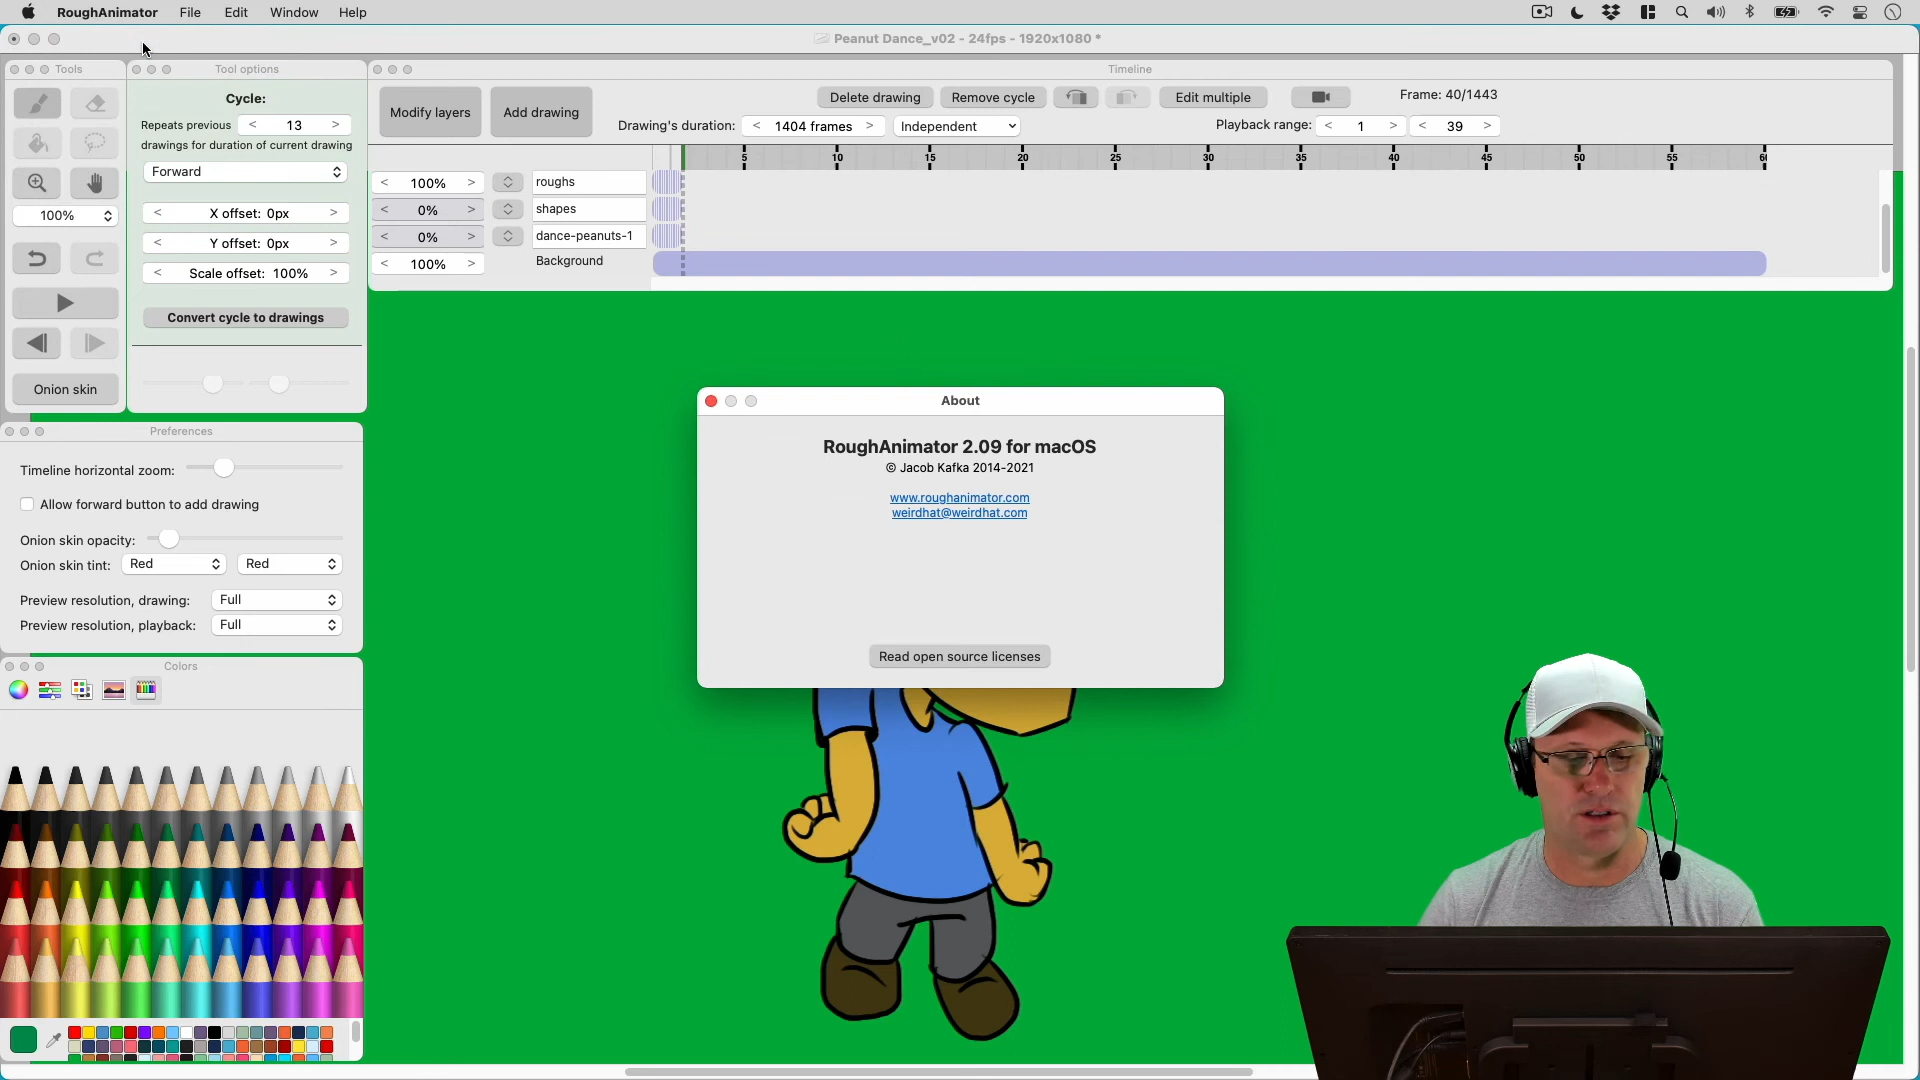 RoughAnimator File Edit Window Help
Peanut Dance_v02 - 24fps - 1920x1080 *
Tools
Tool options
Timeline
Cycle:
Repeats previous < 13 >
drawings for duration of current drawing
Forward
< X offset: 0px >
< Y offset: 0px >
< Scale offset: 100% >
Convert cycle to drawings
100%
Onion skin
Modify layers
Add drawing
Delete drawing
Remove cycle
Edit multiple
Frame: 40/1443
Drawing's duration: < 1404 frames >
Independent
Playback range: < 1 > < 39 >
5 10 15 20 25 30 35 40 45 50 55 6
< 100% > roughs
< 0% > shapes
< 0% > dance-peanuts-1
< 100% > Background
Preferences
Timeline horizontal zoom:
Allow forward button to add drawing
Onion skin opacity:
Onion skin tint: Red Red
Preview resolution, drawing: Full
Preview resolution, playback: Full
Colors
About
RoughAnimator 2.09 for macOS
© Jacob Kafka 2014-2021
www.roughanimator.com
weirdhat@weirdhat.com
Read open source licenses